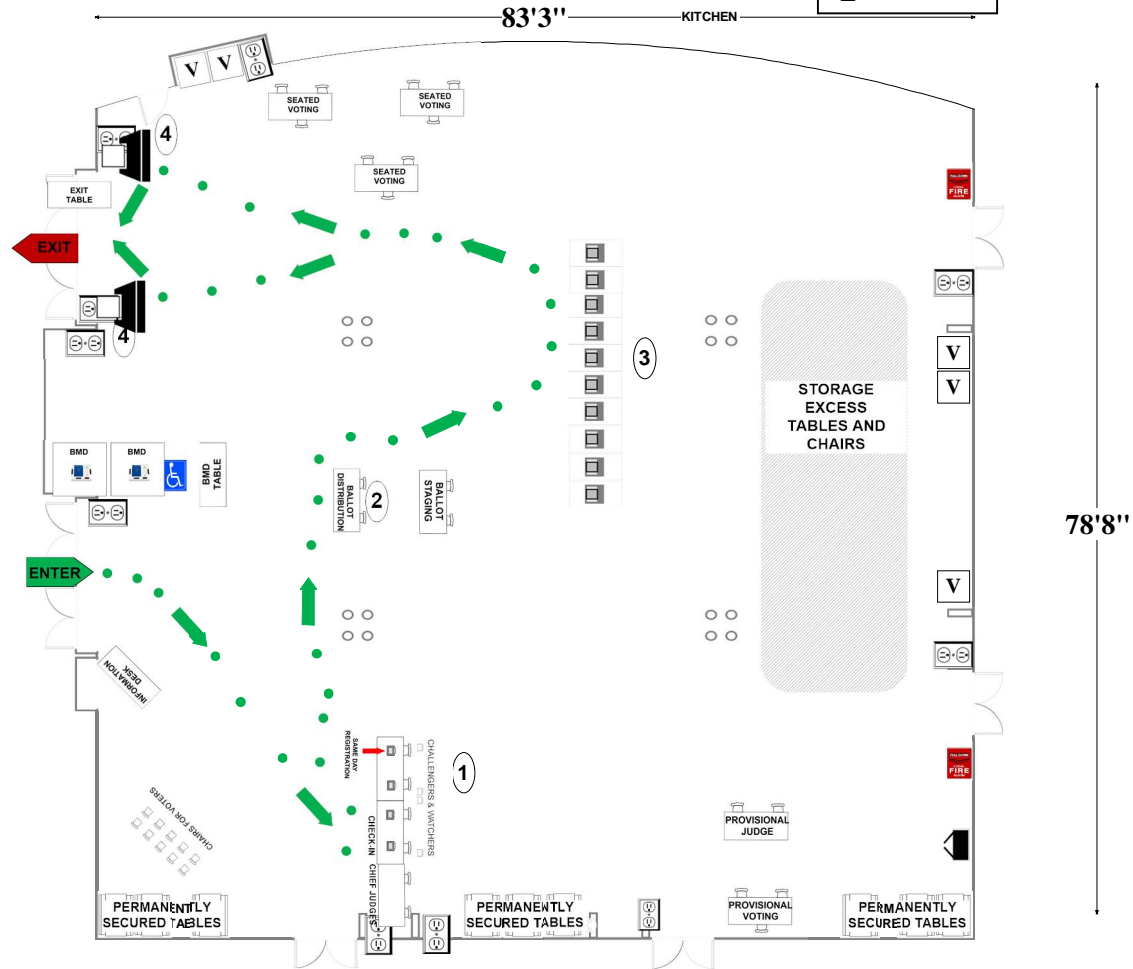 83'3"
KITCHEN
V V
SEATED
VOTING
SEATED
VOTING
SEATED
VOTING
4
EXIT
TABLE
EXIT
4
FIRE
3
V
V
STORAGE
EXCESS
TABLES AND
CHAIRS
BMD
BMD
BMD
TABLE
BALLOT
DISTRIBUTION
2
BALLOT
STAGING
78'8"
ENTER
V
INFORMATION
DESK
SAME DAY
REGISTRATION
CHALLENGERS & WATCHERS
1
FIRE
CHAIRS FOR VOTERS
CHECK-IN
CHIEF JUDGES
PROVISIONAL
JUDGE
PERMANENTLY
SECURED TABLES
PERMANENTLY
SECURED TABLES
PROVISIONAL
VOTING
PERMANENTLY
SECURED TABLES